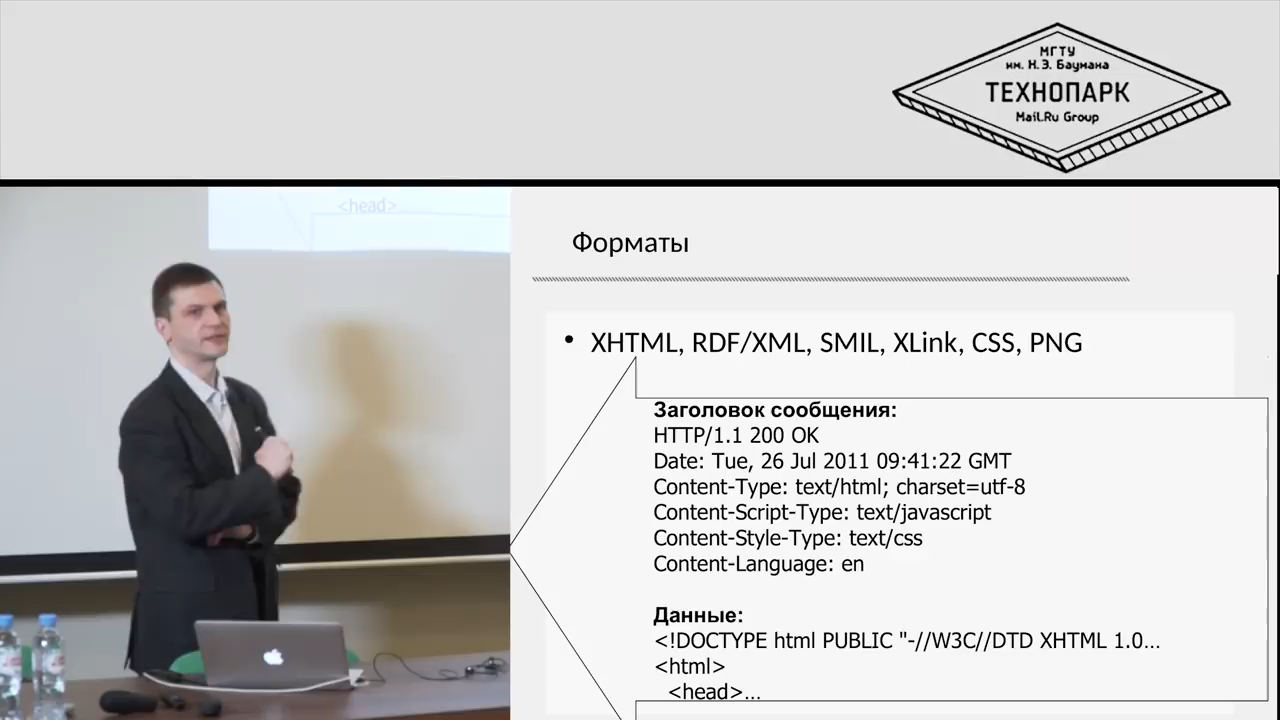 МГТУ
им. Н.Э. Баумана
ТЕХНОПАРК
Mail.Ru Group
<head>
Форматы
• XHTML, RDF/XML, SMIL, XLink, CSS, PNG
Заголовок сообщения:
HTTP/1.1 200 OK
Date: Tue, 26 Jul 2011 09:41:22 GMT
Content-Type: text/html; charset=utf-8
Content-Script-Type: text/javascript
Content-Style-Type: text/css
Content-Language: en
Данные:
<!DOCTYPE html PUBLIC "-//W3C//DTD XHTML 1.0...
<html>
<head>...